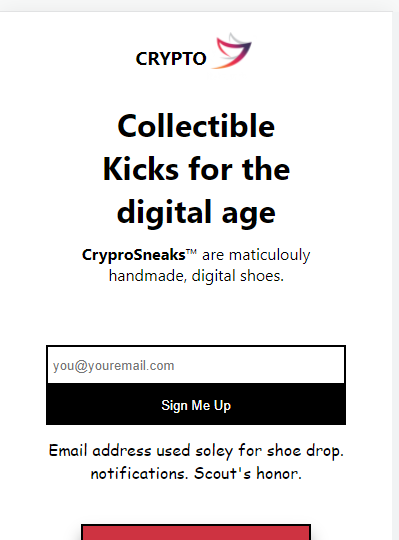 CRYPTO
Collectible
Kicks for the
digital age
CryproSneaks™ are maticulouly
handmade, digital shoes.
you@youremail.com
Sign Me Up
Email address used soley for shoe drop.
notifications. Scout's honor.